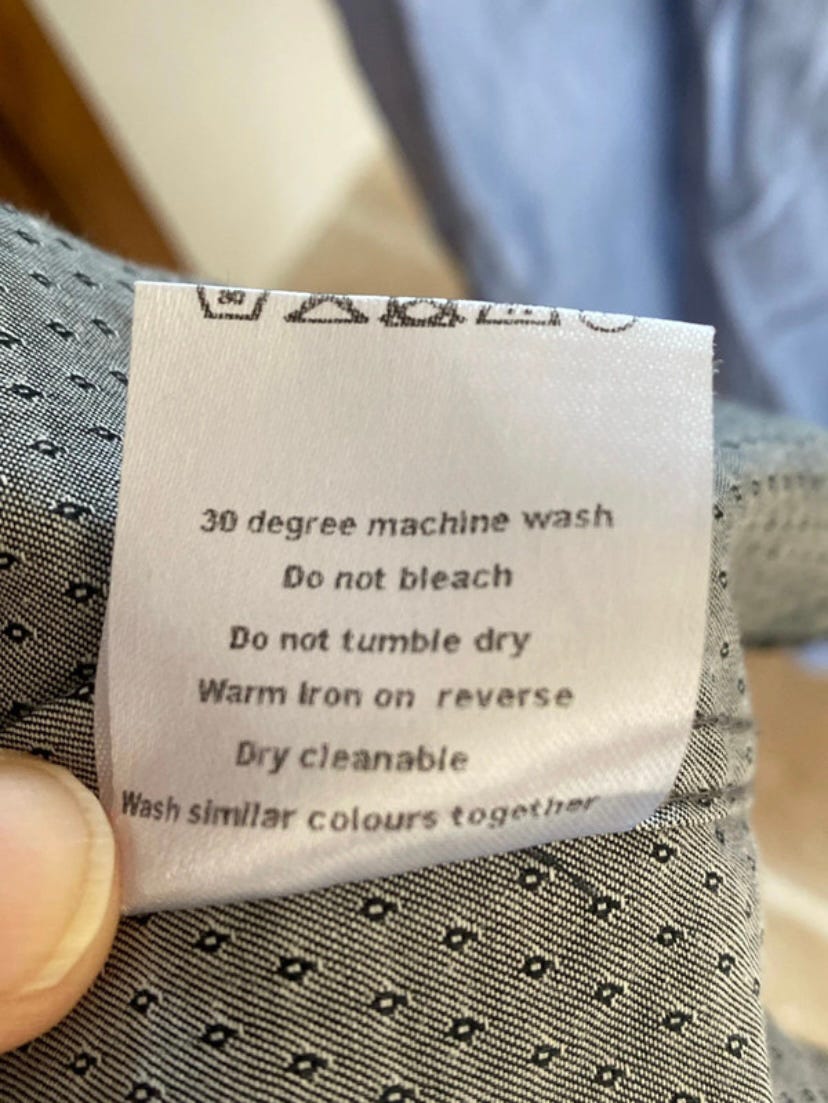 30
30 degree machine wash
Do not bleach
Do not tumble dry
Warm iron on reverse
Dry cleanable
Wash similar colours together